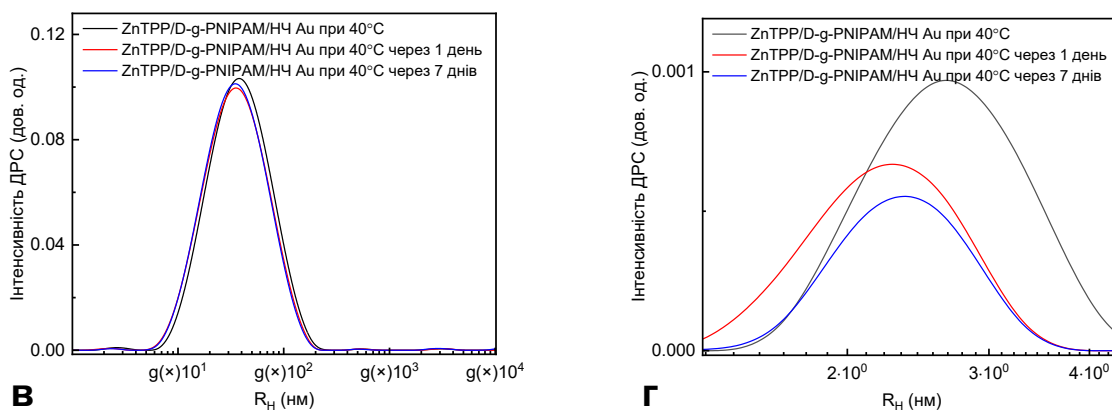 0.12
0.08
0.04
0.00
Інтенсивність ДРС (дов. од.)
ZnTPP/D-g-PNIPAM/НЧ Au при 40°C
ZnTPP/D-g-PNIPAM/НЧ Au при 40°C через 1 день
ZnTPP/D-g-PNIPAM/НЧ Au при 40°C через 7 днів
g(×)10¹ g(×)10² g(×)10³ g(×)10⁴
R_H (нм)
В
0.001
0.000
Інтенсивність ДРС (дов. од.)
ZnTPP/D-g-PNIPAM/НЧ Au при 40°C
ZnTPP/D-g-PNIPAM/НЧ Au при 40°C через 1 день
ZnTPP/D-g-PNIPAM/НЧ Au при 40°C через 7 днів
2·10⁰ 3·10⁰ 4·10⁰
R_H (нм)
Г